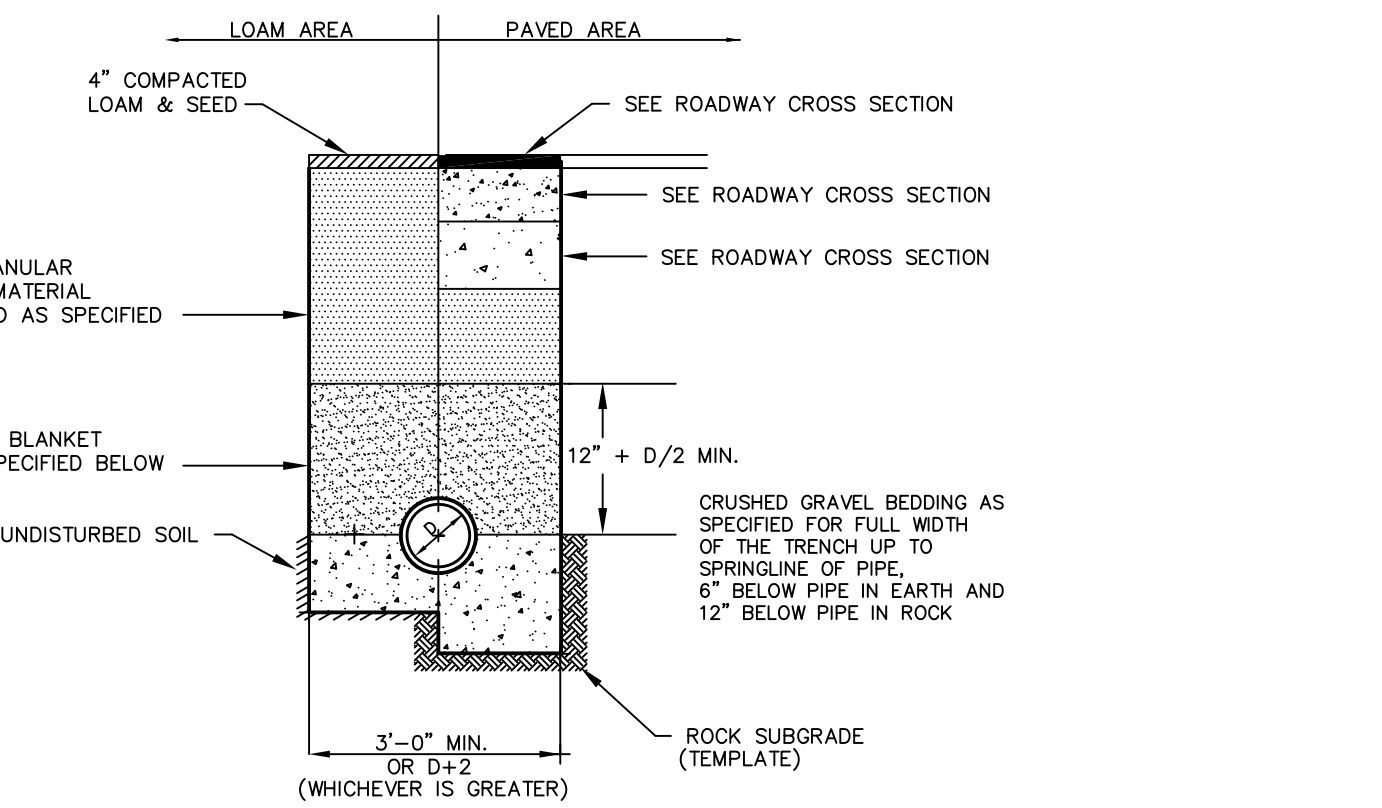 LOAM AREA
PAVED AREA
4” COMPACTED
LOAM & SEED
SEE ROADWAY CROSS SECTION
SEE ROADWAY CROSS SECTION
SEE ROADWAY CROSS SECTION
ANULAR
MATERIAL
D AS SPECIFIED
BLANKET
PECIFIED BELOW
12” + D/2 MIN.
UNDISTURBED SOIL
D
CRUSHED GRAVEL BEDDING AS
SPECIFIED FOR FULL WIDTH
OF THE TRENCH UP TO
SPRINGLINE OF PIPE,
6” BELOW PIPE IN EARTH AND
12” BELOW PIPE IN ROCK
ROCK SUBGRADE
(TEMPLATE)
3’-0” MIN.
OR D+2
(WHICHEVER IS GREATER)